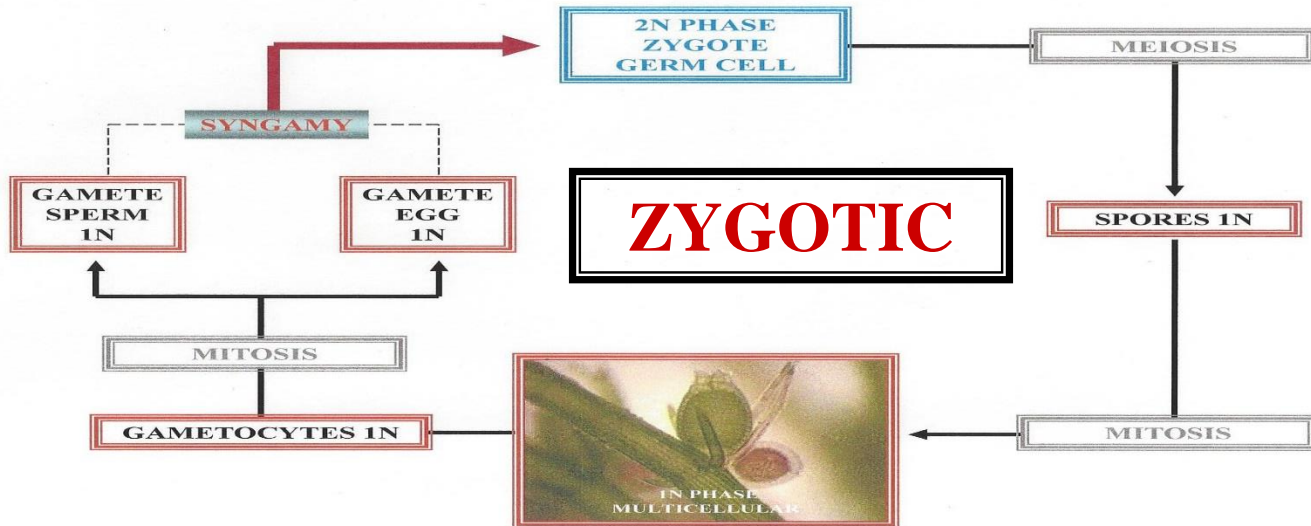 2N PHASE
ZYGOTE
GERM CELL
MEIOSIS
SYNGAMY
GAMETE
SPERM
1N
GAMETE
EGG
1N
ZYGOTIC
SPORES 1N
MITOSIS
GAMETOCYTES 1N
1N PHASE
MULTICELLULAR
MITOSIS